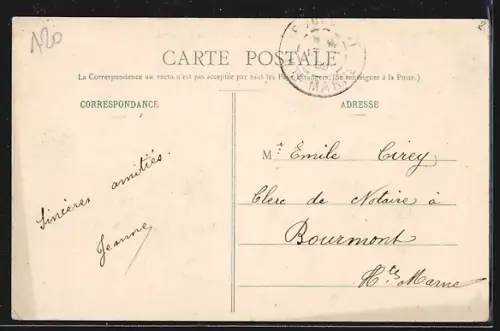 A20
2
CARTE POSTALE
La Correspondance au recto n'est pas acceptée par tous les Pays étrangers. (Se renseigner à la Poste.)
CORRESPONDANCE
Sincères amitiés.
Jeanne
ADRESSE
Mr Emile Cirey
Clerc de Notaire à
Bourmont
Hte Marne
MARNE